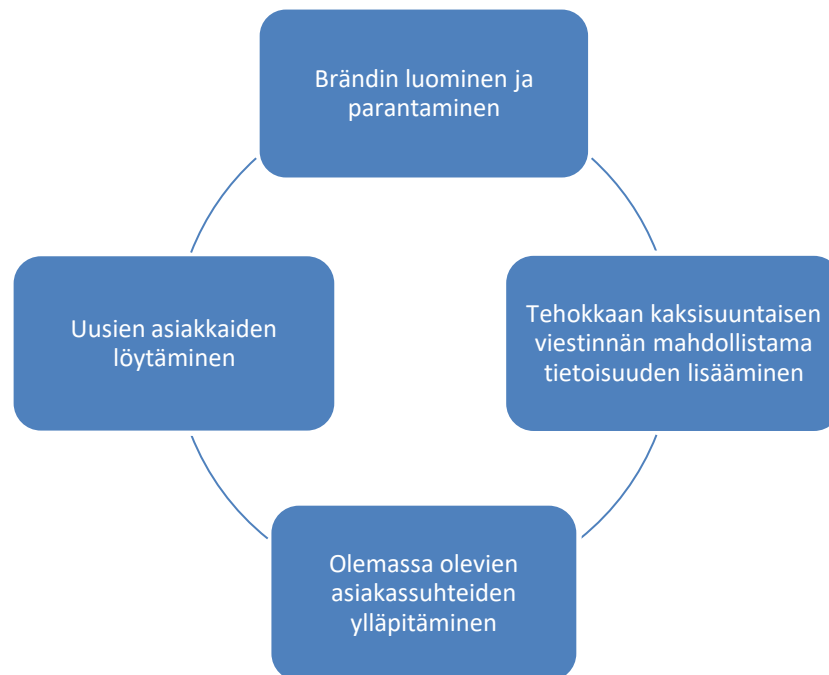 Brändin luominen ja
parantaminen
Uusien asiakkaiden
löytäminen
Tehokkaan kaksisuuntaisen
viestinnän mahdollistama
tietoisuuden lisääminen
Olemassa olevien
asiakassuhteiden
ylläpitäminen